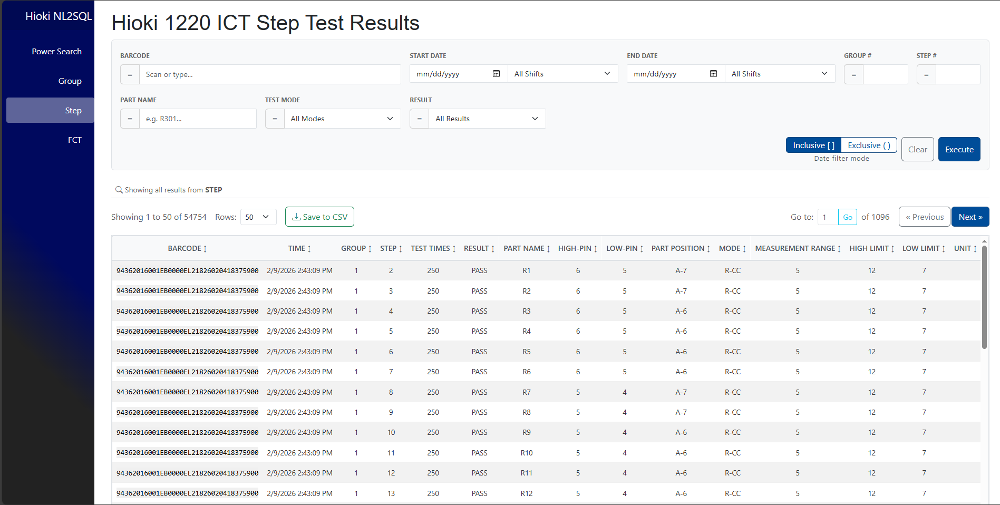 Hioki NL2SQL
Power Search
Group
Step
FCT
Hioki 1220 ICT Step Test Results
BARCODE START DATE END DATE GROUP # STEP #
= Scan or type... mm/dd/yyyy All Shifts mm/dd/yyyy All Shifts = =
PART NAME TEST MODE RESULT
= e.g. R301... = All Modes = All Results
Inclusive [ ] Exclusive ( ) Clear Execute
Date filter mode
Showing all results from STEP
Showing 1 to 50 of 54754 Rows: 50 Save to CSV Go to: 1 Go of 1096 « Previous Next »
BARCODE TIME GROUP STEP TEST TIMES RESULT PART NAME HIGH-PIN LOW-PIN PART POSITION MODE MEASUREMENT RANGE HIGH LIMIT LOW LIMIT UNIT
94362016001EB0000EL21826020418375900 2/9/2026 2:43:09 PM 1 2 250 PASS R1 6 5 A-7 R-CC 5 12 7
94362016001EB0000EL21826020418375900 2/9/2026 2:43:09 PM 1 3 250 PASS R2 6 5 A-7 R-CC 5 12 7
94362016001EB0000EL21826020418375900 2/9/2026 2:43:09 PM 1 4 250 PASS R3 6 5 A-6 R-CC 5 12 7
94362016001EB0000EL21826020418375900 2/9/2026 2:43:09 PM 1 5 250 PASS R4 6 5 A-6 R-CC 5 12 7
94362016001EB0000EL21826020418375900 2/9/2026 2:43:09 PM 1 6 250 PASS R5 6 5 A-6 R-CC 5 12 7
94362016001EB0000EL21826020418375900 2/9/2026 2:43:09 PM 1 7 250 PASS R6 6 5 A-6 R-CC 5 12 7
94362016001EB0000EL21826020418375900 2/9/2026 2:43:09 PM 1 8 250 PASS R7 5 4 A-7 R-CC 5 12 7
94362016001EB0000EL21826020418375900 2/9/2026 2:43:09 PM 1 9 250 PASS R8 5 4 A-7 R-CC 5 12 7
94362016001EB0000EL21826020418375900 2/9/2026 2:43:09 PM 1 10 250 PASS R9 5 4 A-6 R-CC 5 12 7
94362016001EB0000EL21826020418375900 2/9/2026 2:43:09 PM 1 11 250 PASS R10 5 4 A-6 R-CC 5 12 7
94362016001EB0000EL21826020418375900 2/9/2026 2:43:09 PM 1 12 250 PASS R11 5 4 A-6 R-CC 5 12 7
94362016001EB0000EL21826020418375900 2/9/2026 2:43:09 PM 1 13 250 PASS R12 5 4 A-6 R-CC 5 12 7